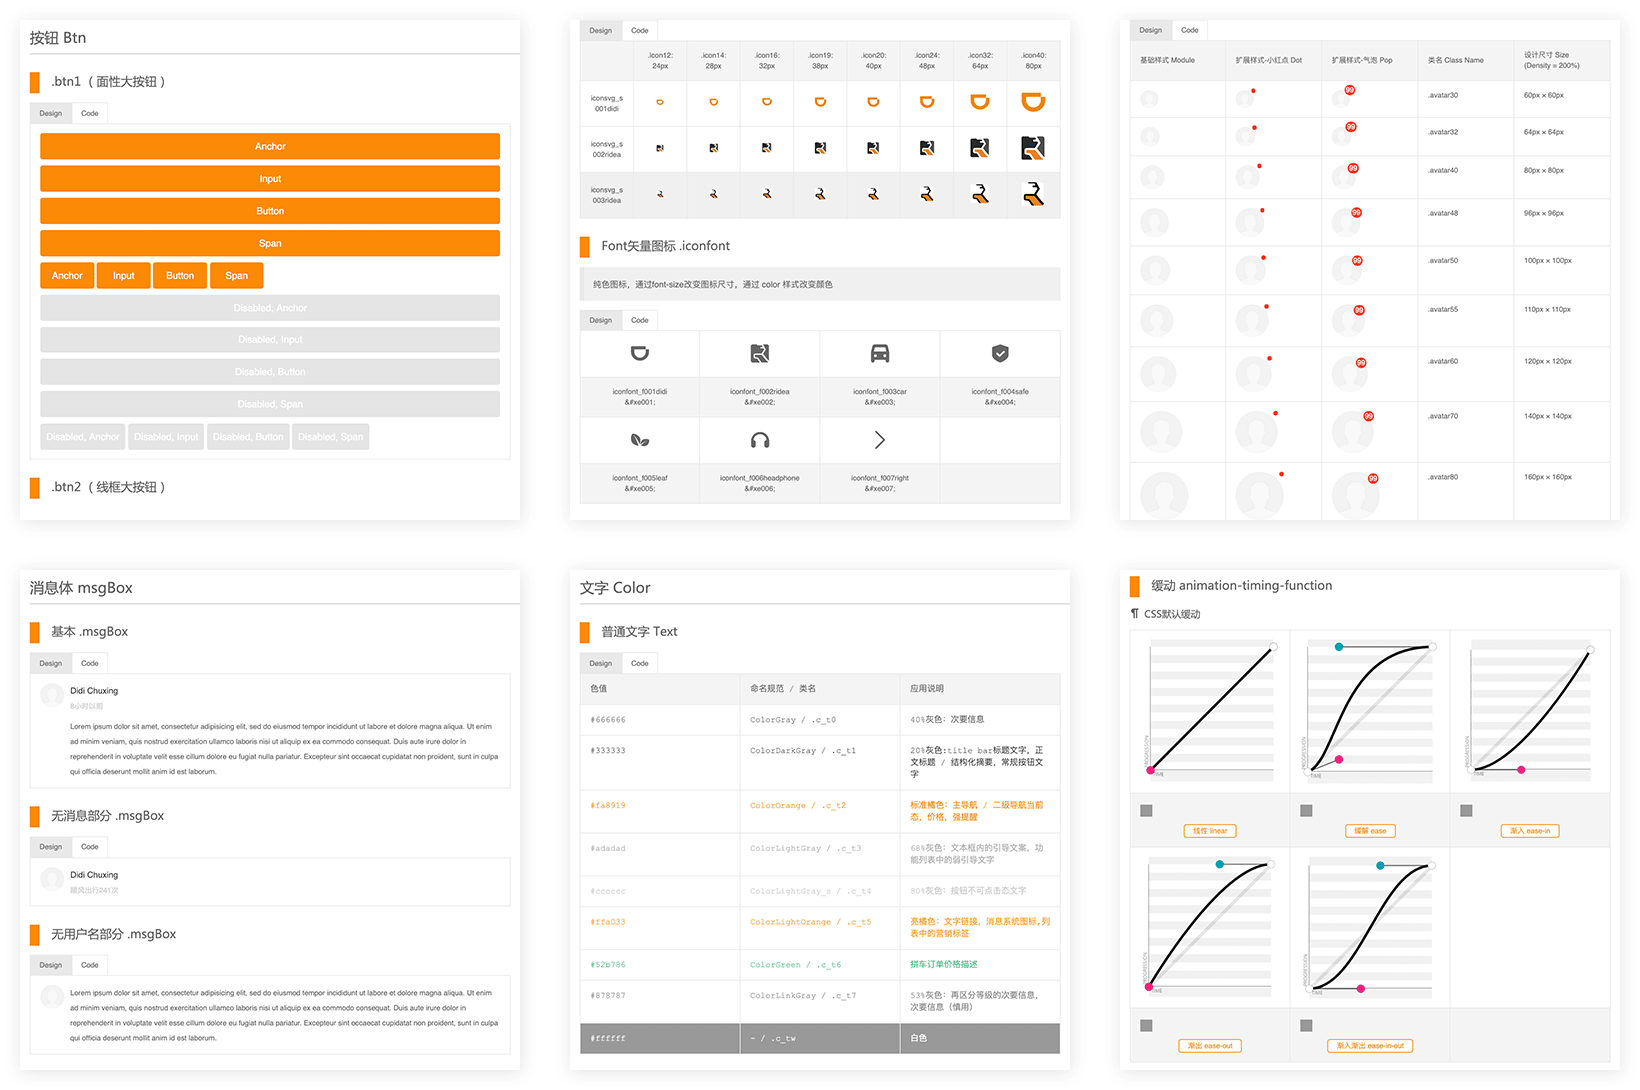 按钮 Btn
.btn1 （ 面性大按钮 ）
Design Code
Anchor
Input
Button
Span
Anchor Input Button Span
Disabled, Anchor
Disabled, Input
Disabled, Button
Disabled, Span
Disabled, Anchor Disabled, Input Disabled, Button Disabled, Span
.btn2 （ 线框大按钮 ）
Design Code
.icon12: .icon14: .icon16: .icon19: .icon20: .icon24: .icon32: .icon40:
24px 28px 32px 38px 40px 48px 64px 80px
iconsvg_s
001didi
iconsvg_s
002ridea
iconsvg_s
003ridea
Font矢量图标 .iconfont
纯色图标，通过font-size改变图标尺寸，通过 color 样式改变颜色
Design Code
iconfont_f001didi iconfont_f002ridea iconfont_f003car iconfont_f004safe
&#xe001; &#xe002; &#xe003; &#xe004;
iconfont_f005leaf iconfont_f006headphone iconfont_f007right
&#xe005; &#xe006; &#xe007;
Design Code
基础样式 Module 扩展样式-小红点 Dot 扩展样式-气泡 Pop 类名 Class Name 设计尺寸 Size
(Density = 200%)
99 .avatar30 60px × 60px
99 .avatar32 64px × 64px
99 .avatar40 80px × 80px
99 .avatar48 96px × 96px
99 .avatar50 100px × 100px
99 .avatar55 110px × 110px
99 .avatar60 120px × 120px
99 .avatar70 140px × 140px
99 .avatar80 160px × 160px
消息体 msgBox
基本 .msgBox
Design Code
Didi Chuxing
8小时以前
Lorem ipsum dolor sit amet, consectetur adipisicing elit, sed do eiusmod tempor incididunt ut labore et dolore magna aliqua. Ut enim
ad minim veniam, quis nostrud exercitation ullamco laboris nisi ut aliquip ex ea commodo consequat. Duis aute irure dolor in
reprehenderit in voluptate velit esse cillum dolore eu fugiat nulla pariatur. Excepteur sint occaecat cupidatat non proident, sunt in culpa
qui officia deserunt mollit anim id est laborum.
无消息部分 .msgBox
Design Code
Didi Chuxing
顺风出行241次
无用户名部分 .msgBox
Design Code
Lorem ipsum dolor sit amet, consectetur adipisicing elit, sed do eiusmod tempor incididunt ut labore et dolore magna aliqua. Ut enim
ad minim veniam, quis nostrud exercitation ullamco laboris nisi ut aliquip ex ea commodo consequat. Duis aute irure dolor in
reprehenderit in voluptate velit esse cillum dolore eu fugiat nulla pariatur. Excepteur sint occaecat cupidatat non proident, sunt in culpa
qui officia deserunt mollit anim id est laborum.
文字 Color
普通文字 Text
Design Code
色值 命名规范 / 类名 应用说明
#666666 ColorGray / .c_t0 40%灰色：次要信息
#333333 ColorDarkGray / .c_t1 20%灰色:title bar标题文字，正
文标题 / 结构化摘要，常规按钮文
字
#fa8919 ColorOrange / .c_t2 标准橘色：主导航 / 二级导航当前
态，价格，强提醒
#adadad ColorLightGray / .c_t3 68%灰色：文本框内的引导文案，功
能列表中的弱引导文字
#cccccc ColorLightGray_s / .c_t4 80%灰色：按钮不可点击态文字
#ffa033 ColorLightOrange / .c_t5 亮橘色：文字链接，消息系统图标,列
表中的营销标签
#52b786 ColorGreen / .c_t6 拼车订单价格描述
#878787 ColorLinkGray / .c_t7 53%灰色：再区分等级的次要信息，
次要信息（慎用）
#ffffff - / .c_tw 白色
缓动 animation-timing-function
¶ CSS默认缓动
PROGRESSION PROGRESSION PROGRESSION
TIME TIME TIME
线性 linear 缓解 ease 渐入 ease-in
PROGRESSION PROGRESSION
TIME TIME
渐出 ease-out 渐入渐出 ease-in-out